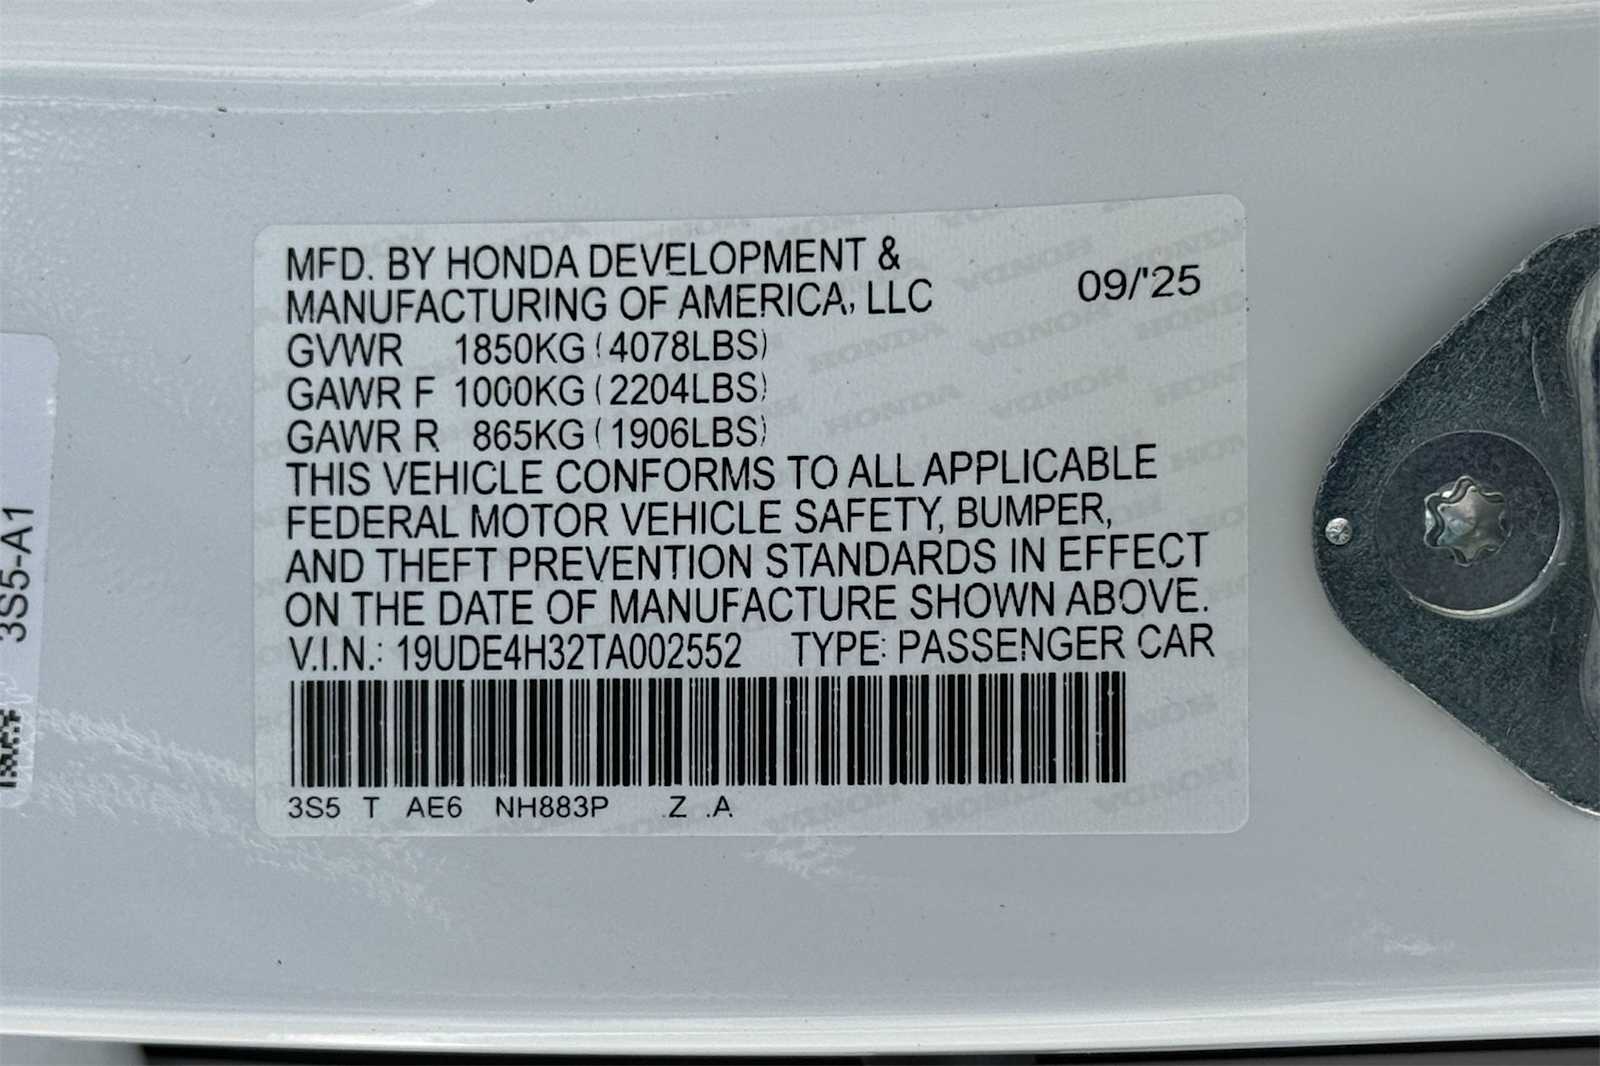 MFD. BY HONDA DEVELOPMENT &
MANUFACTURING OF AMERICA, LLC 09/'25
GVWR 1850KG (4078LBS)
GAWR F 1000KG (2204LBS)
GAWR R 865KG (1906LBS)
THIS VEHICLE CONFORMS TO ALL APPLICABLE
FEDERAL MOTOR VEHICLE SAFETY, BUMPER,
AND THEFT PREVENTION STANDARDS IN EFFECT
ON THE DATE OF MANUFACTURE SHOWN ABOVE.
V.I.N.: 19UDE4H32TA002552 TYPE: PASSENGER CAR
3S5 T AE6 NH883P .Z .A
3S5-A1